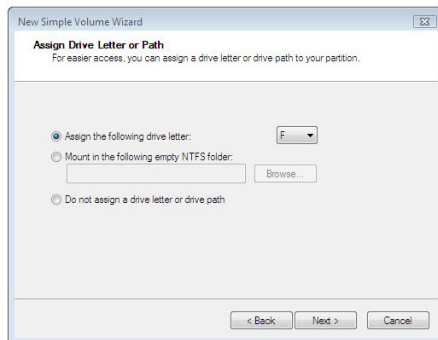 New Simple Volume Wizard
Assign Drive Letter or Path
For easier access, you can assign a drive letter or drive path to your partition.
Assign the following drive letter: F
Mount in the following empty NTFS folder:
Browse...
Do not assign a drive letter or drive path
< Back Next > Cancel